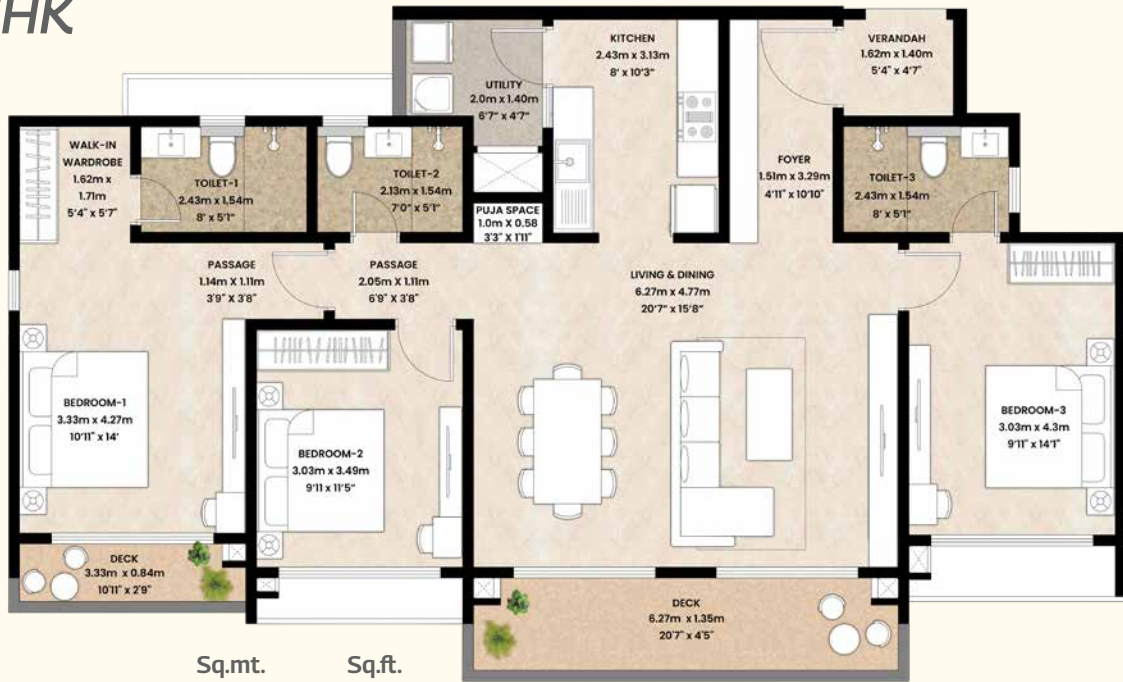 HK
KITCHEN
2.43m x 3.13m
8' x 10'3"
VERANDAH
1.62m x 1.40m
5'4" x 4'7"
UTILITY
2.0m x 1.40m
6'7" x 4'7"
WALK-IN
WARDROBE
1.62m x
1.71m
5'4" x 5'7"
TOILET-1
2.43m x 1.54m
8' x 5'1"
TOILET-2
2.13m x 1.54m
7'0" x 5'1"
PUJA SPACE
1.0m X 0.58
3'3" X 1'11"
FOYER
1.51m x 3.29m
4'11" x 10'10"
TOILET-3
2.43m x 1.54m
8' x 5'1"
PASSAGE
1.14m X 1.11m
3'9" X 3'8"
PASSAGE
2.05m X 1.11m
6'9" X 3'8"
LIVING & DINING
6.27m x 4.77m
20'7" x 15'8"
BEDROOM-1
3.33m x 4.27m
10'11" x 14'
BEDROOM-2
3.03m x 3.49m
9'11 x 11'5"
BEDROOM-3
3.03m x 4.3m
9'11" x 14'1"
DECK
3.33m x 0.84m
10'11" x 2'9"
DECK
6.27m x 1.35m
20'7" x 4'5"
Sq.mt. Sq.ft.